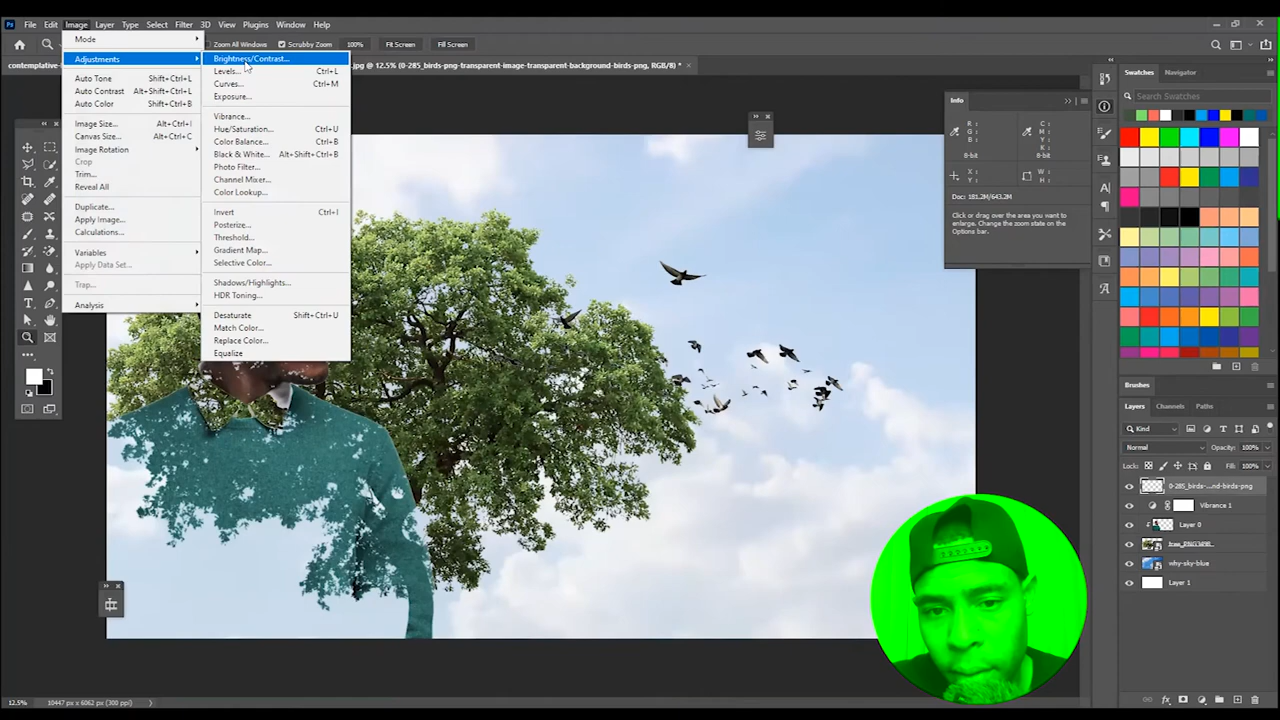 File Edit Image Layer Type Select Filter 3D View Plugins Window Help
Zoom All Windows Scrubby Zoom 100% Fit Screen Fill Screen
contemplative-
.jpg @ 12.5% (0-285_birds-png-transparent-image-transparent-background-birds-png, RGB/8) *
Mode
Adjustments
Auto Tone Shift+Ctrl+L
Auto Contrast Alt+Shift+Ctrl+L
Auto Color Shift+Ctrl+B
Image Size... Alt+Ctrl+I
Canvas Size... Alt+Ctrl+C
Image Rotation
Crop
Trim...
Reveal All
Duplicate...
Apply Image...
Calculations...
Variables
Apply Data Set...
Trap...
Analysis
Brightness/Contrast...
Levels... Ctrl+L
Curves... Ctrl+M
Exposure...
Vibrance...
Hue/Saturation... Ctrl+U
Color Balance... Ctrl+B
Black & White... Alt+Shift+Ctrl+B
Photo Filter...
Channel Mixer...
Color Lookup...
Invert Ctrl+I
Posterize...
Threshold...
Gradient Map...
Selective Color...
Shadows/Highlights...
HDR Toning...
Desaturate Shift+Ctrl+U
Match Color...
Replace Color...
Equalize
Info
R: C:
G: M:
B: Y:
K:
8-bit 8-bit
X: W:
Y: H:
Doc: 181.2M/643.2M
Click or drag over the area you want to
enlarge. Change the zoom state on the
Options bar.
Swatches Navigator
Search Swatches
Brushes
Layers Channels Paths
Kind
Normal Opacity: 100%
Lock: Fill: 100%
0-285_birds-...nd-birds-png
Vibrance 1
Layer 0
why-sky-blue
Layer 1
12.5% 10447 px x 6062 px (300 ppi)